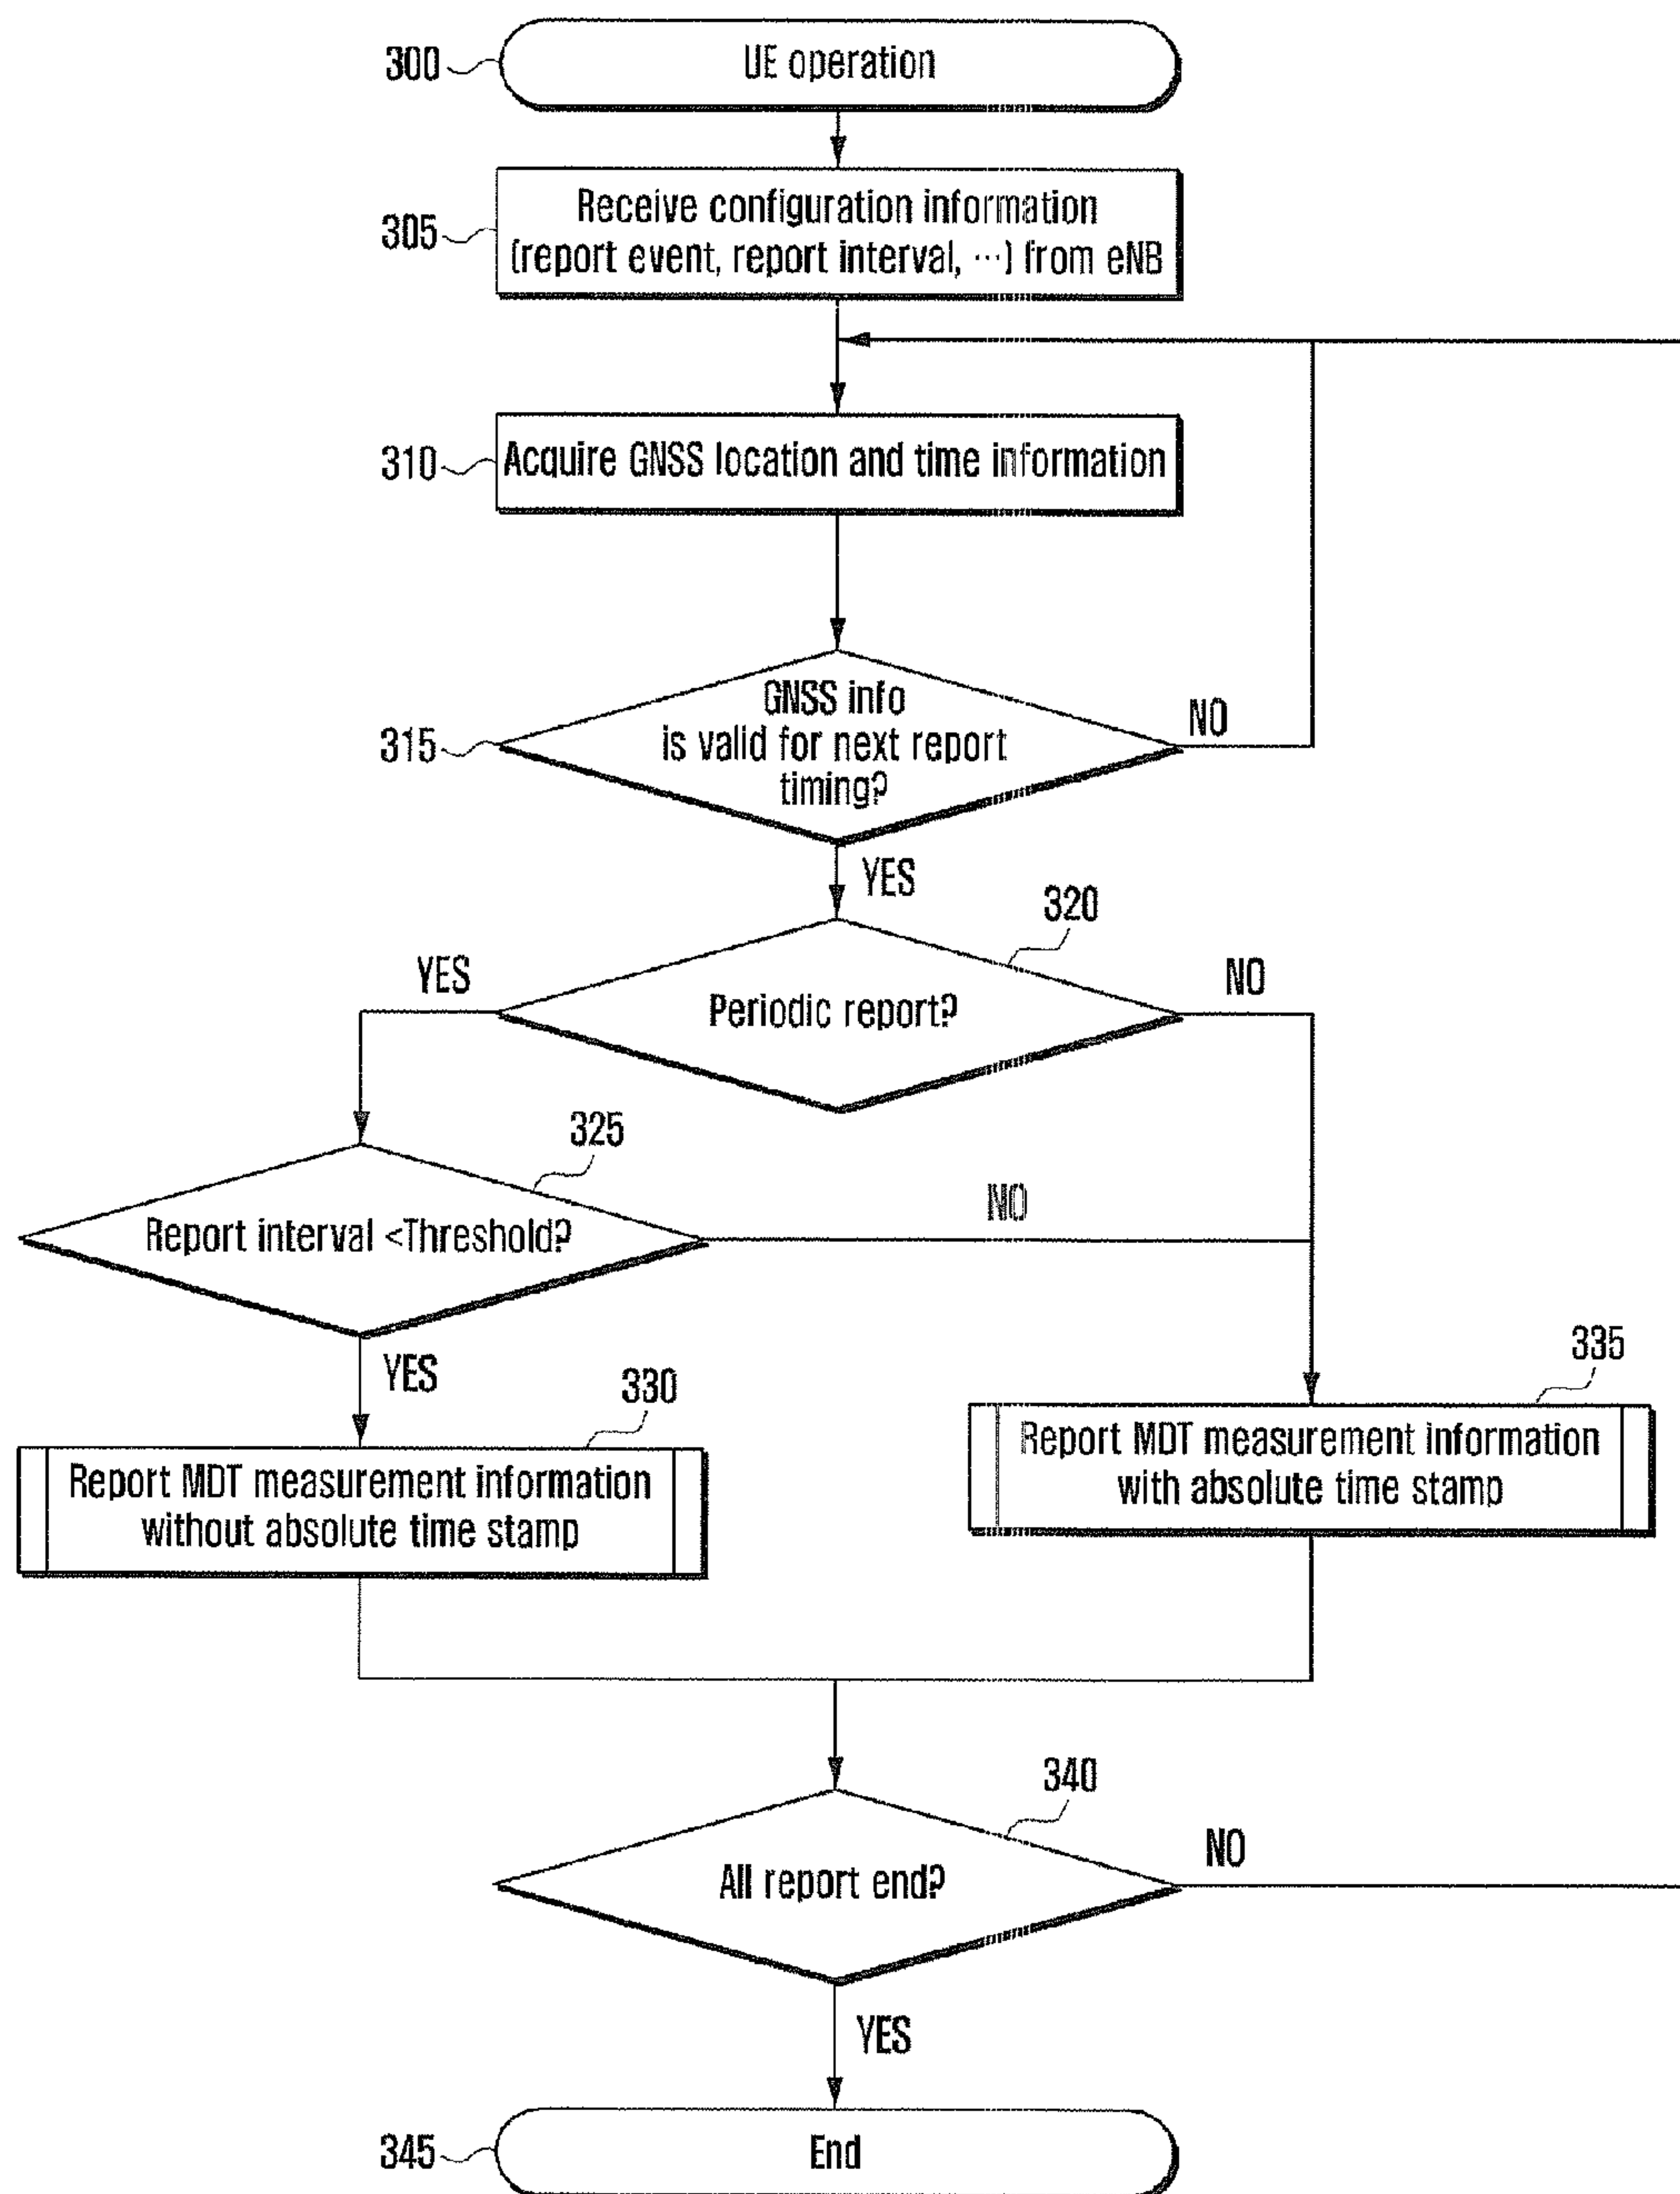 300
UE operation
305
Receive configuration information
(report event, report interval, ···) from eNB
310
Acquire GNSS location and time information
315
GNSS info
is valid for next report
timing?
NO
YES
320
YES
Periodic report?
NO
325
Report interval <Threshold?
NO
YES
330
Report MDT measurement information
without absolute time stamp
335
Report MDT measurement information
with absolute time stamp
340
All report end?
NO
YES
345
End